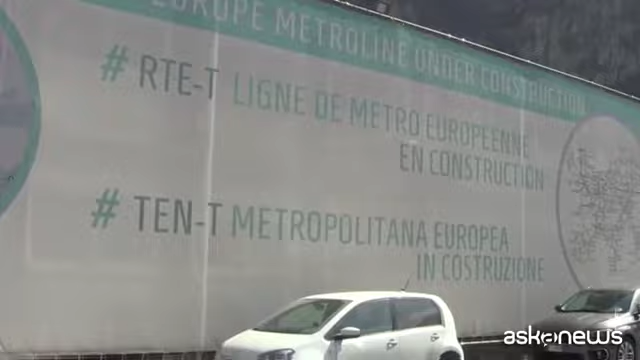 EUROPE METROLINE UNDER CONSTRUCTION
# RTE-T LIGNE DE METRO EUROPEENNE
EN CONSTRUCTION
# TEN-T METROPOLITANA EUROPEA
IN COSTRUZIONE
askanews